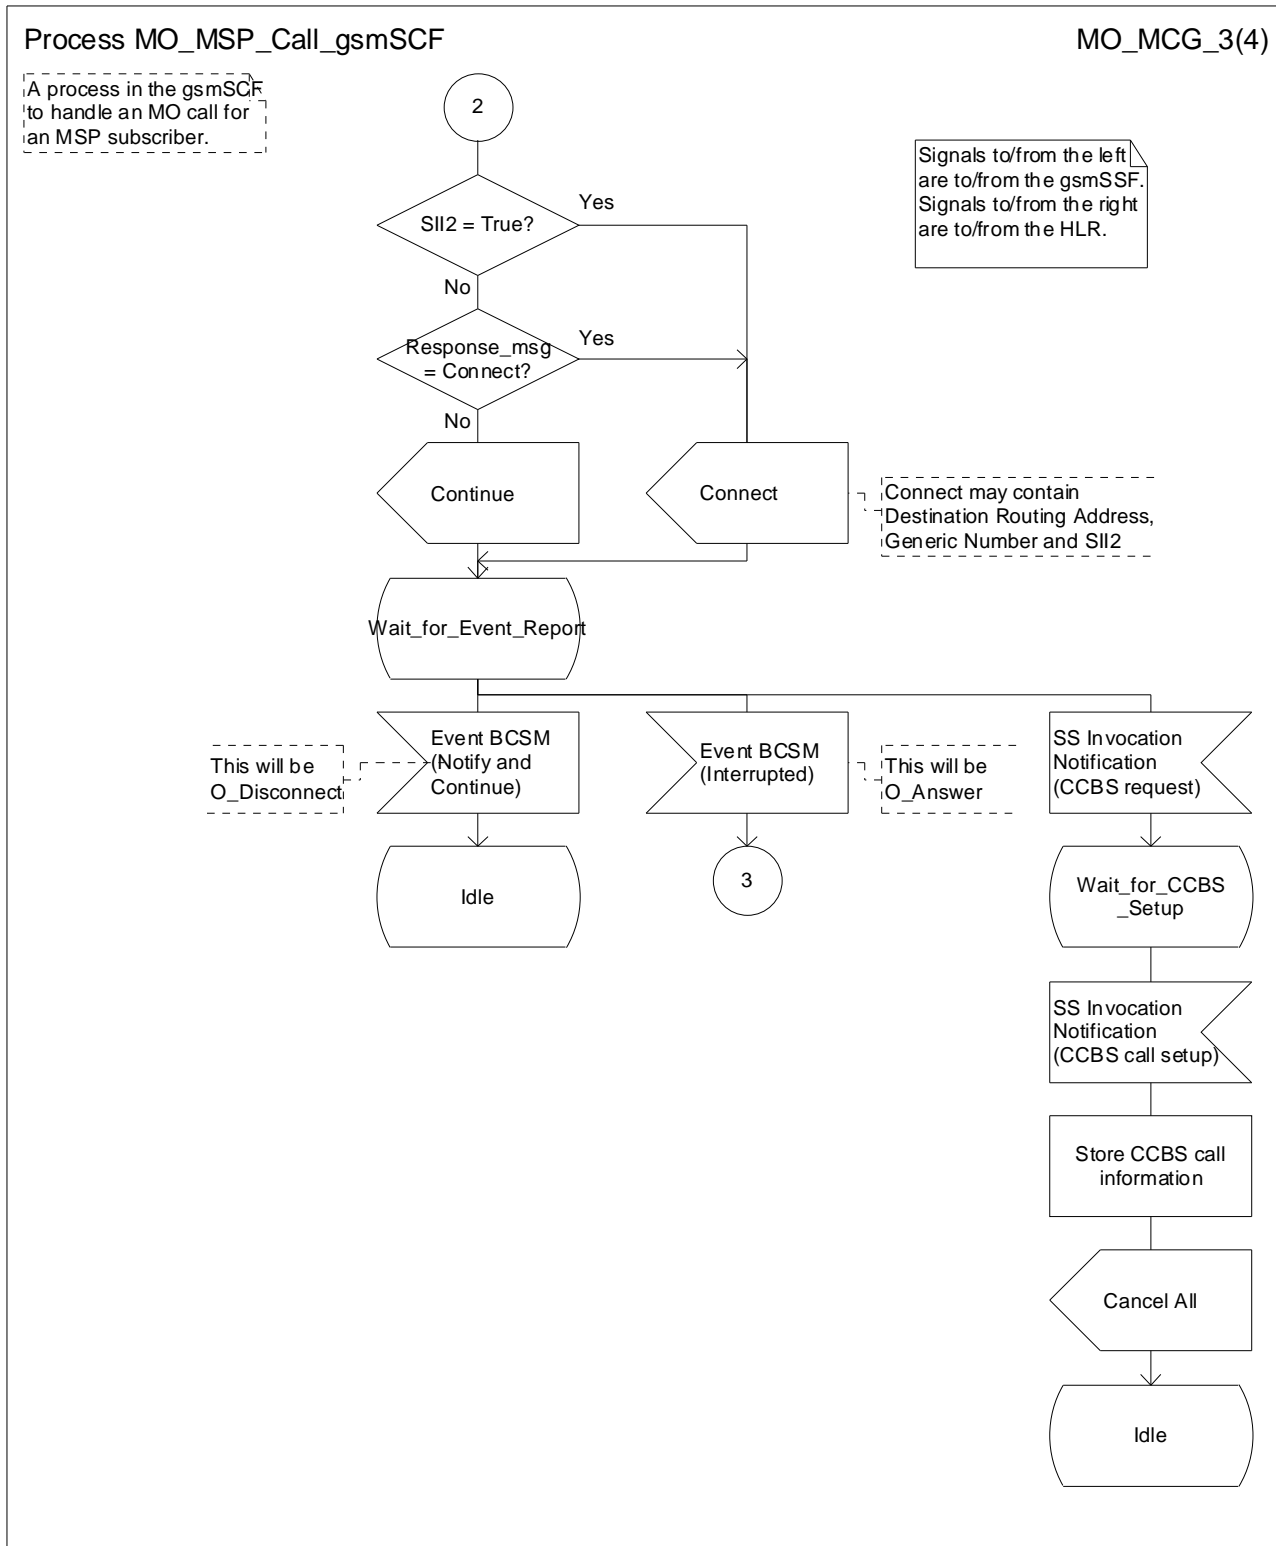 Process MO_MSP_Call_gsmSCF
MO_MCG_3(4)
A process in the gsmSCF
to handle an MO call for
an MSP subscriber.
2
Signals to/from the left
are to/from the gsmSSF.
Signals to/from the right
are to/from the HLR.
SII2 = True?
Yes
No
Response_msg
= Connect?
Yes
No
Continue
Connect
Connect may contain
Destination Routing Address,
Generic Number and SII2
Wait_for_Event_Report
This will be
O_Disconnect
Event BCSM
(Notify and
Continue)
Event BCSM
(Interrupted)
This will be
O_Answer
SS Invocation
Notification
(CCBS request)
Idle
3
Wait_for_CCBS
_Setup
SS Invocation
Notification
(CCBS call setup)
Store CCBS call
information
Cancel All
Idle